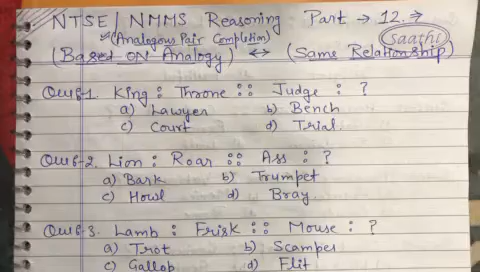 NTSE/NMMS Reasoning Part → 12. →
(Analogous Pair Completion) Saathi
(Based ON Analogy) ↔ (Same Relationship)
Ques-1. King : Throne :: Judge : ?
a) Lawyer b) Bench
c) Court d) Trial.
Ques-2. Lion : Roar :: Ass : ?
a) Bark b) Trumpet
c) Howl d) Bray
Ques-3. Lamb : Frisk :: Mouse : ?
a) Trot b) Scamper
c) Gallop d) Flit